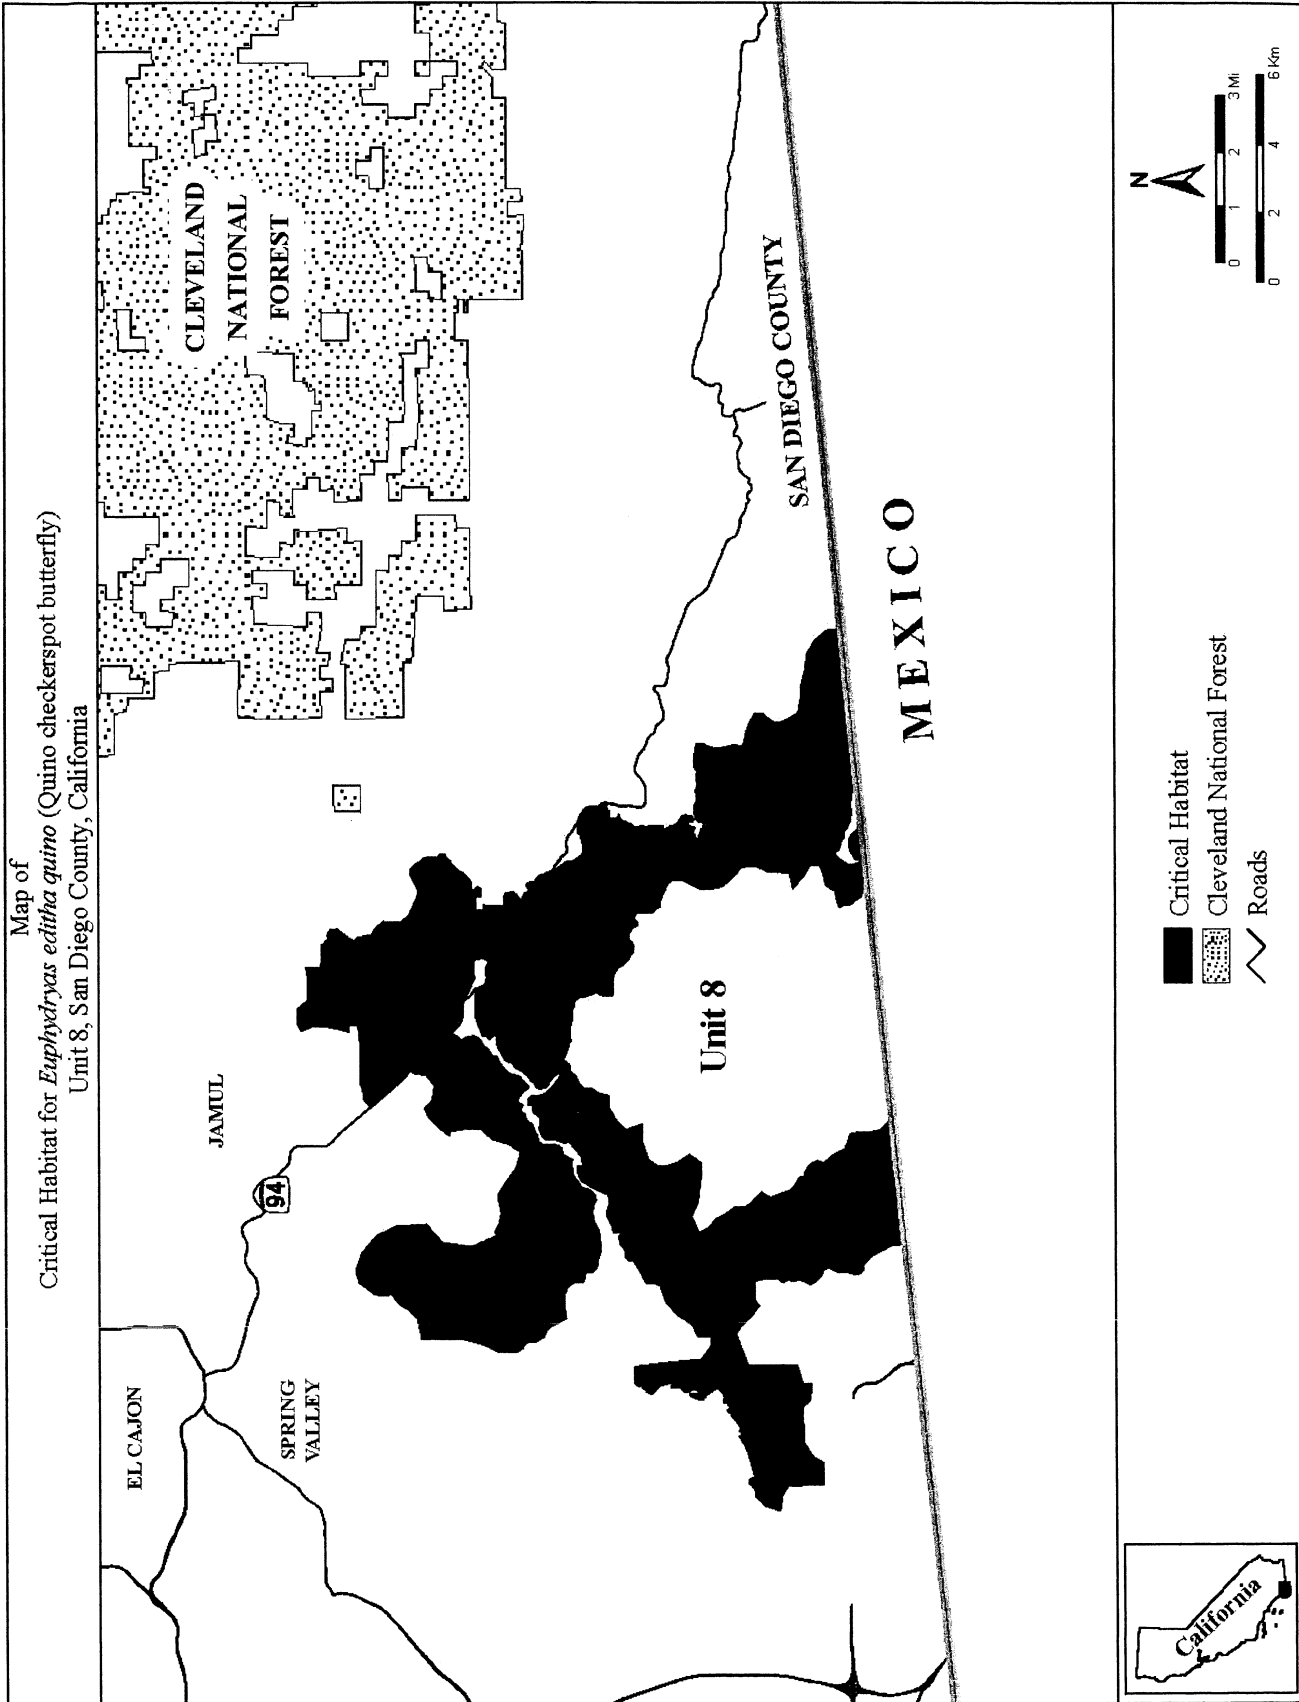 Map of
Critical Habitat for Euphydryas editha quino (Quino checkerspot butterfly)
Unit 8, San Diego County, California
EL CAJON
SPRING
VALLEY
94
JAMUL
CLEVELAND
NATIONAL
FOREST
Unit 8
SAN DIEGO COUNTY
MEXICO
California
Critical Habitat
Cleveland National Forest
Roads
N
0 1 2 3 Mi
0 2 4 6 Km